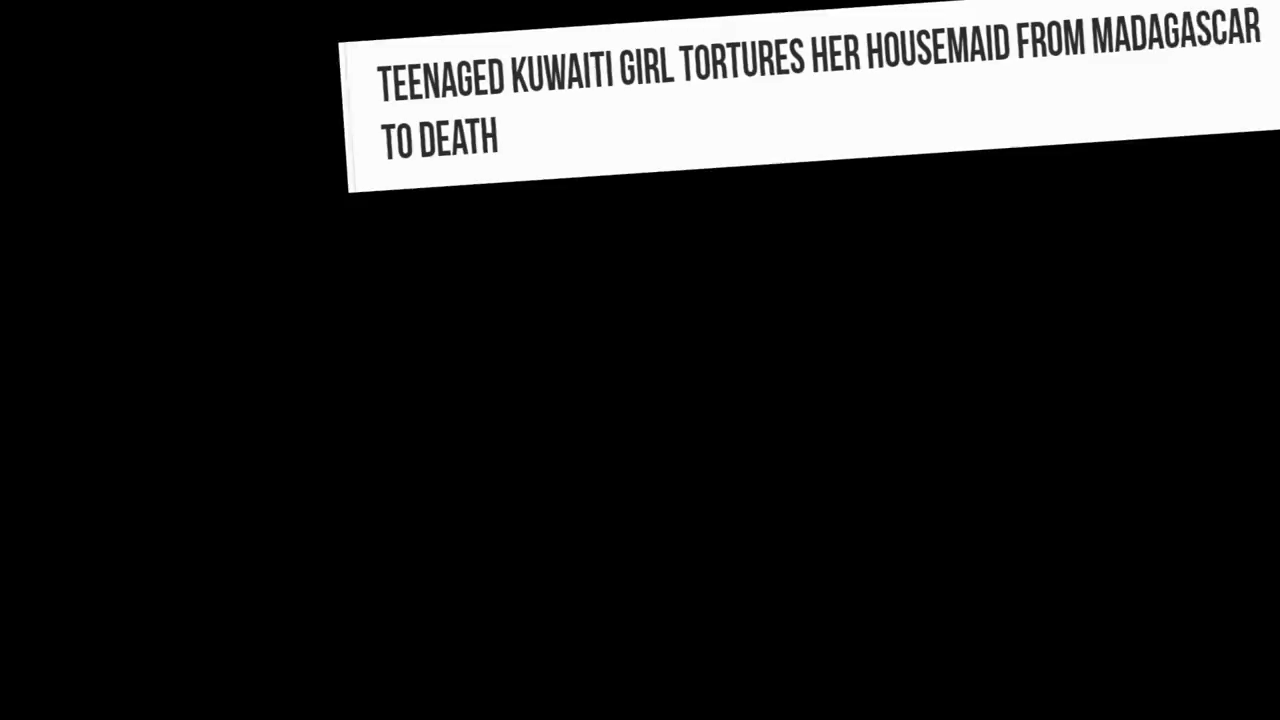 TEENAGED KUWAITI GIRL TORTURES HER HOUSEMAID FROM MADAGASCAR
TO DEATH